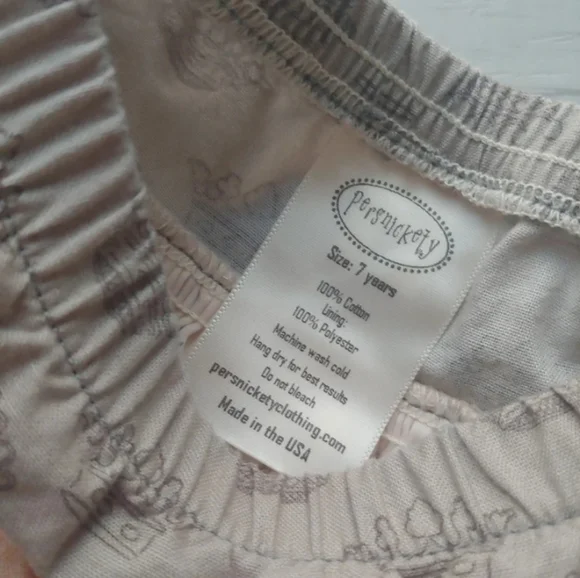 Persnickety
Size: 7 years
100% Cotton
Lining:
100% Polyester
Machine wash cold
Hang dry for best results
Do not bleach
persnicketyclothing.com
Made in the USA